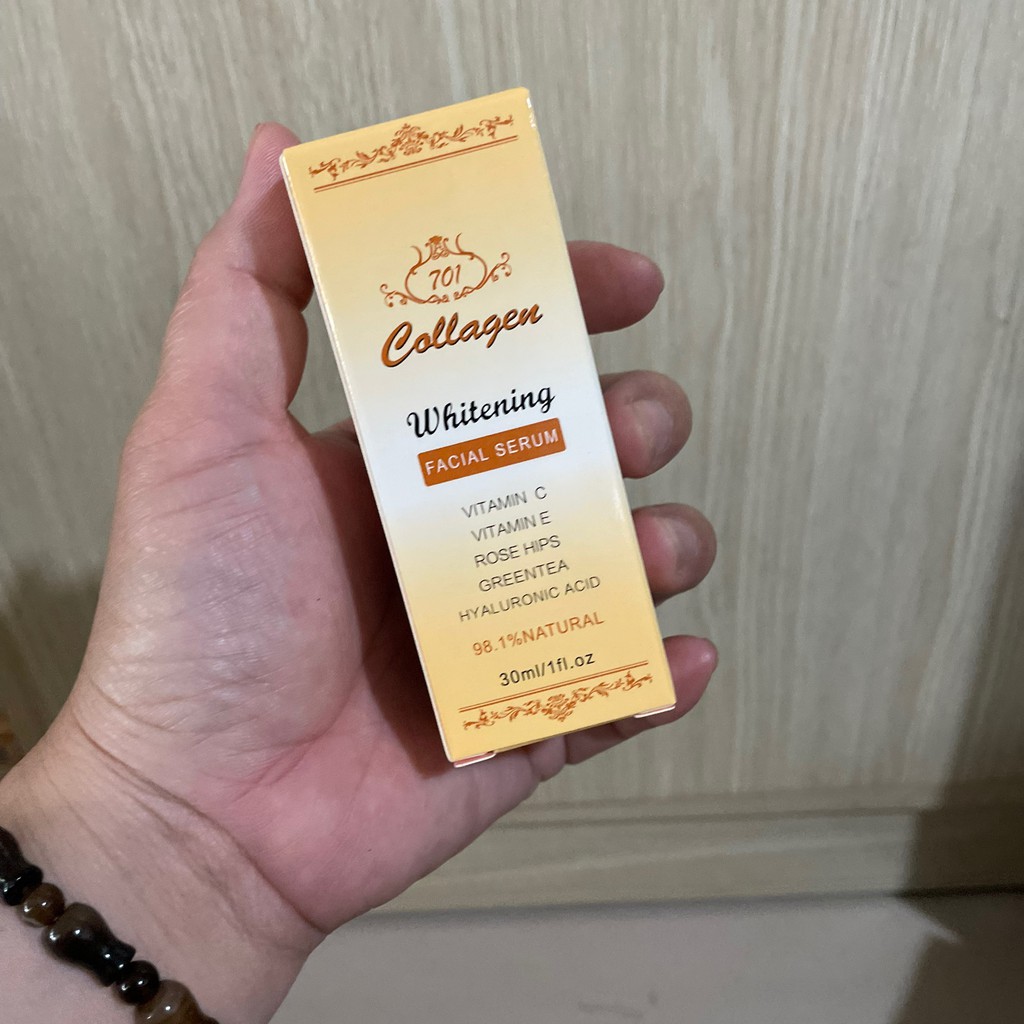 701
Collagen
Whitening
FACIAL SERUM
VITAMIN C
VITAMIN E
ROSE HIPS
GREENTEA
HYALURONIC ACID
98.1%NATURAL
30ml/1fl.oz